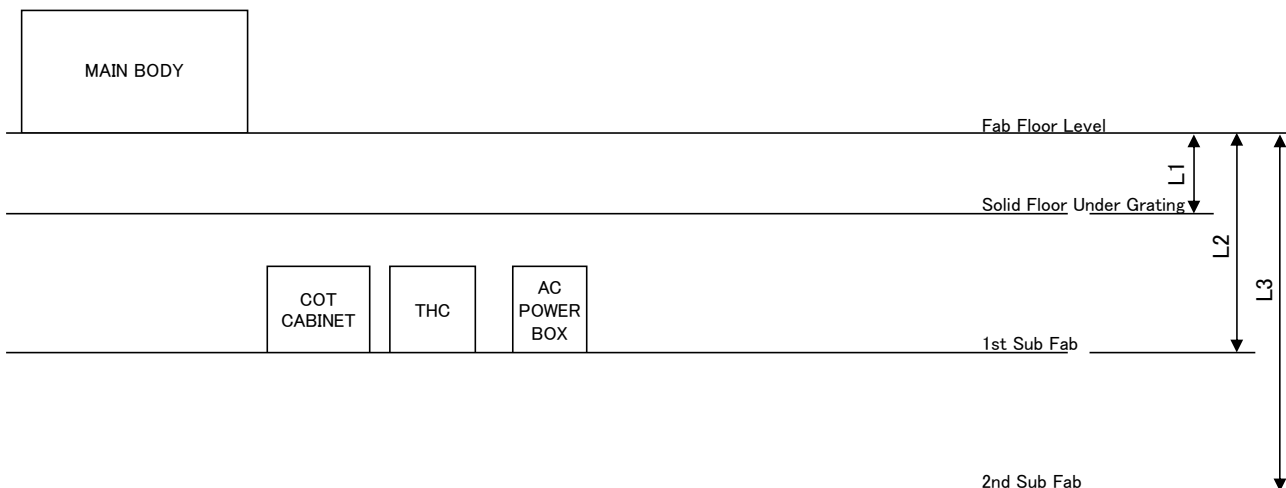 MAIN BODY
Fab Floor Level
L1
Solid Floor Under Grating
L2
L3
COT
CABINET
THC
AC
POWER
BOX
1st Sub Fab
2nd Sub Fab